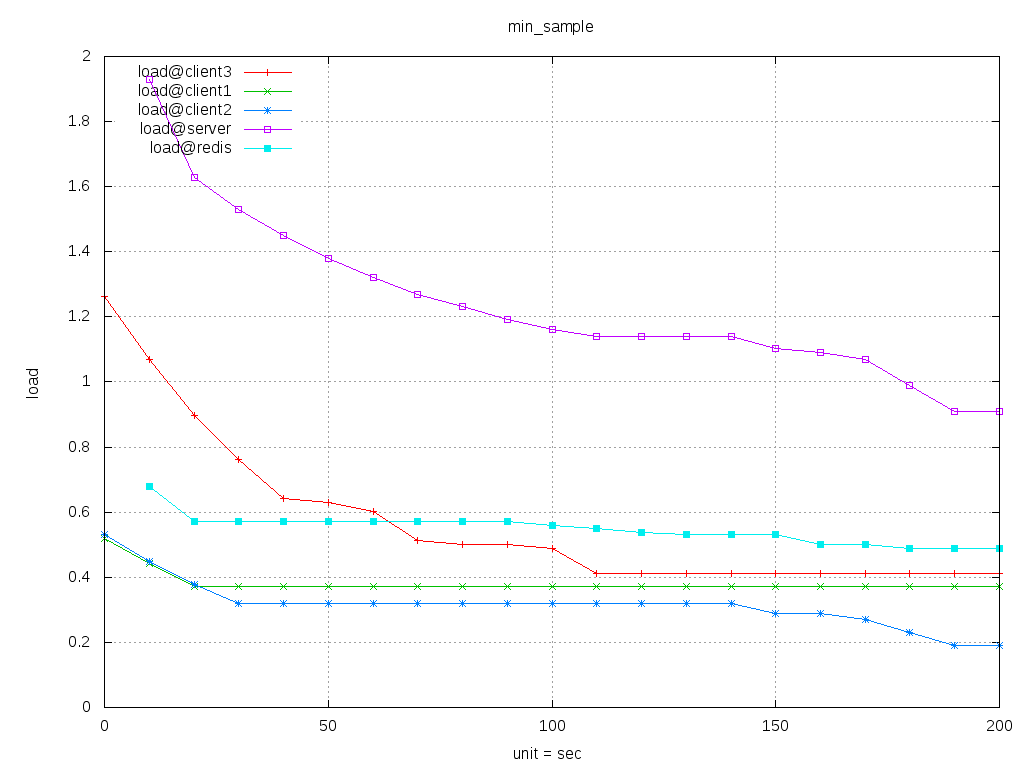 min_sample
2
load@client3
load@client1
load@client2
1.8
load@server
load@redis
1.6
1.4
1.2
load
1
0.8
0.6
0.4
0.2
0
0 50 100 150 200
unit = sec